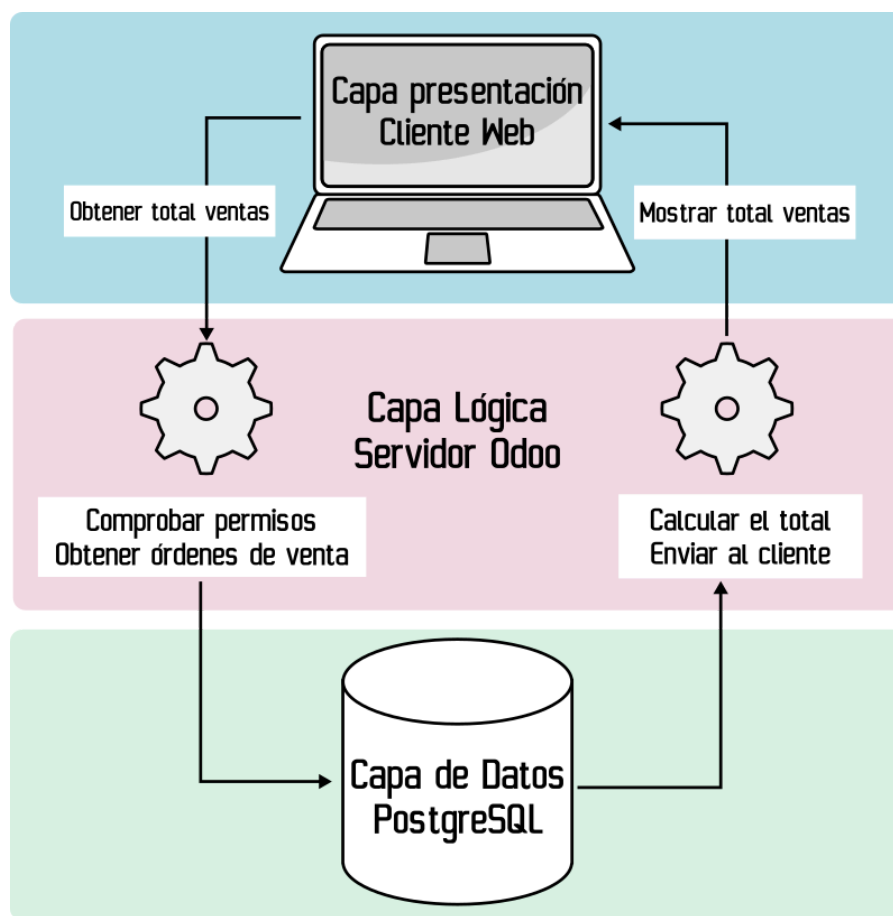 Capa presentación
Cliente Web
Obtener total ventas
Mostrar total ventas
Capa Lógica
Servidor Odoo
Comprobar permisos
Obtener órdenes de venta
Calcular el total
Enviar al cliente
Capa de Datos
PostgreSQL